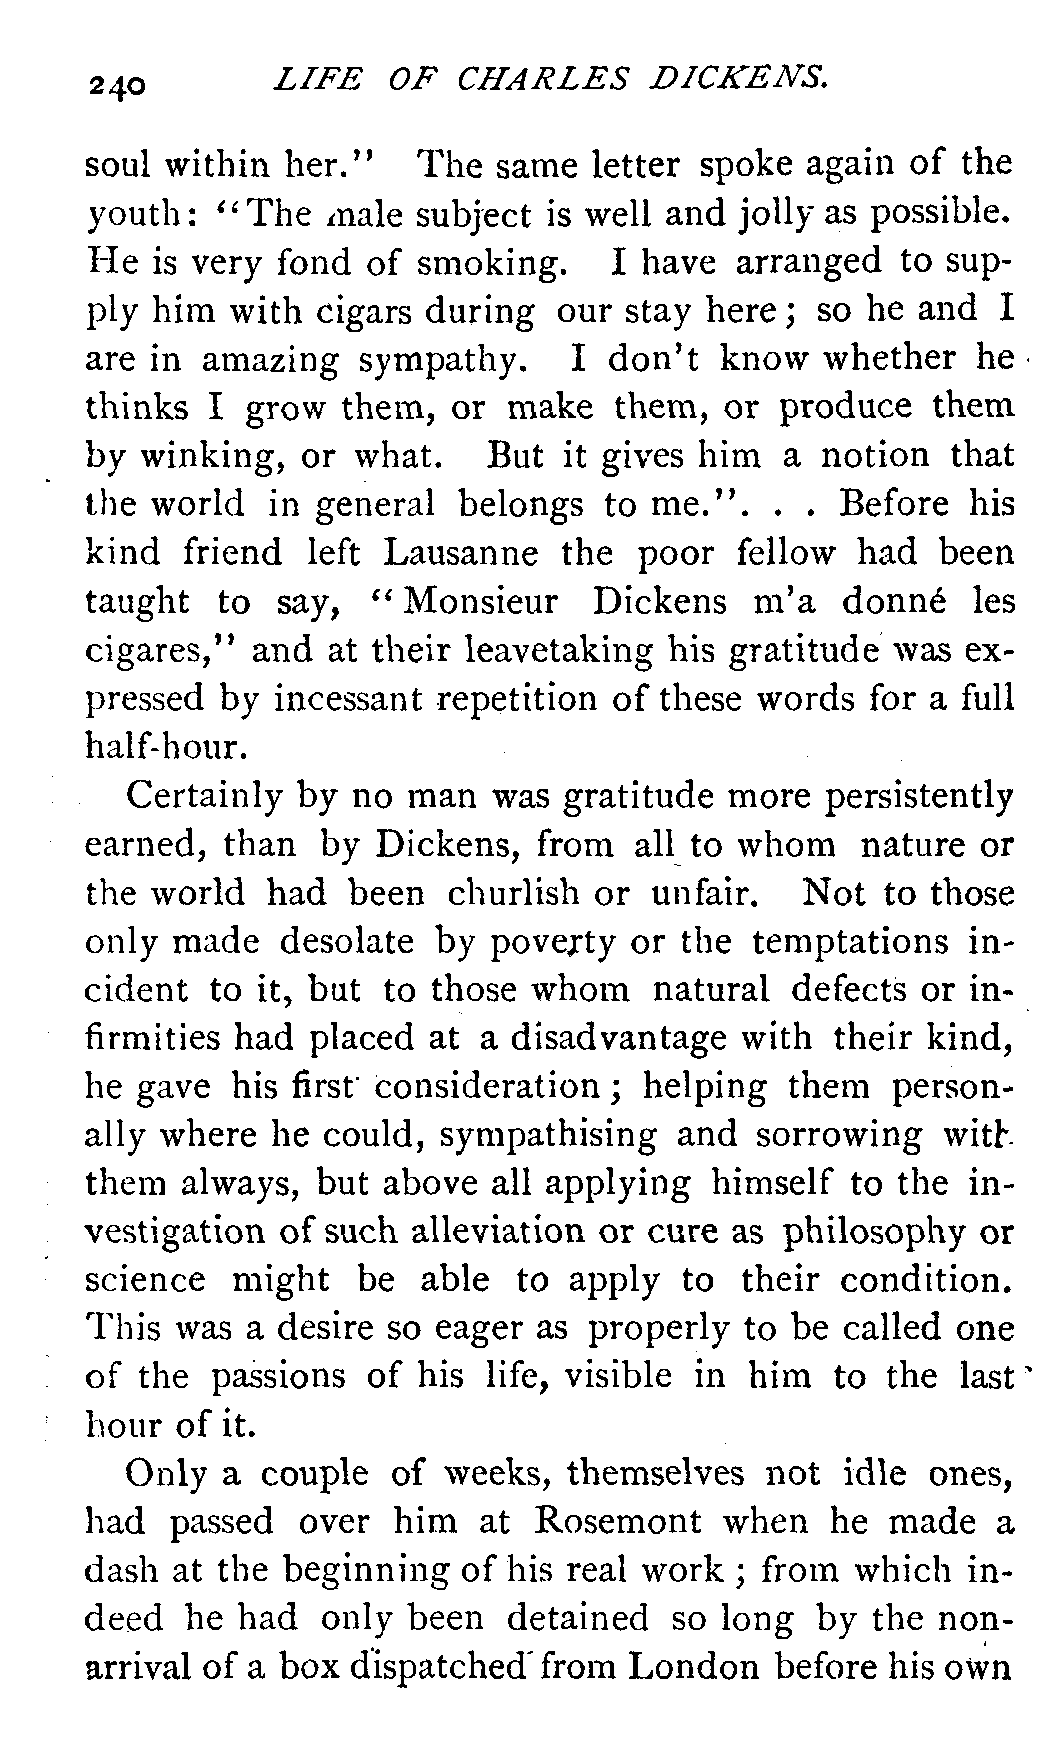 240 LIFE OF CHARLES DICKENS.
soul within her." The same letter spoke again of the
youth: "The male subject is well and jolly as possible.
He is very fond of smoking. I have arranged to sup-
ply him with cigars during our stay here; so he and I
are in amazing sympathy. I don't know whether he
thinks I grow them, or make them, or produce them
by winking, or what. But it gives him a notion that
the world in general belongs to me.". . . Before his
kind friend left Lausanne the poor fellow had been
taught to say, "Monsieur Dickens m'a donné les
cigares," and at their leavetaking his gratitude was ex-
pressed by incessant repetition of these words for a full
half-hour.
Certainly by no man was gratitude more persistently
earned, than by Dickens, from all to whom nature or
the world had been churlish or unfair. Not to those
only made desolate by poverty or the temptations in-
cident to it, but to those whom natural defects or in-
firmities had placed at a disadvantage with their kind,
he gave his first consideration; helping them person-
ally where he could, sympathising and sorrowing with
them always, but above all applying himself to the in-
vestigation of such alleviation or cure as philosophy or
science might be able to apply to their condition.
This was a desire so eager as properly to be called one
of the passions of his life, visible in him to the last
hour of it.
Only a couple of weeks, themselves not idle ones,
had passed over him at Rosemont when he made a
dash at the beginning of his real work; from which in-
deed he had only been detained so long by the non-
arrival of a box dispatched from London before his own